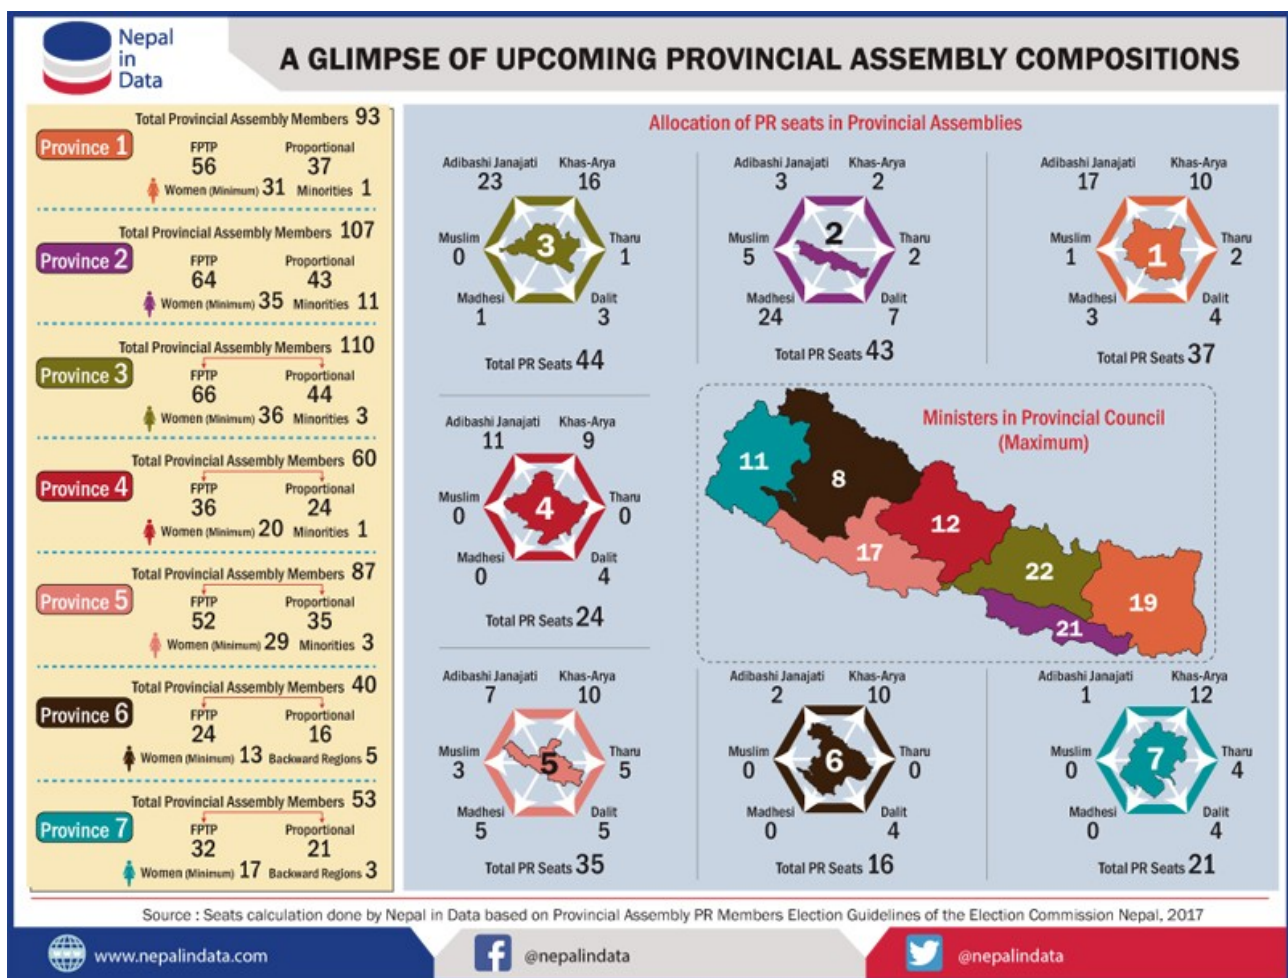 Nepal
in
Data
A GLIMPSE OF UPCOMING PROVINCIAL ASSEMBLY COMPOSITIONS
Province 1
Total Provincial Assembly Members 93
FPTP Proportional
56 37
Women (Minimum) 31 Minorities 1
Province 2
Total Provincial Assembly Members 107
FPTP Proportional
64 43
Women (Minimum) 35 Minorities 11
Province 3
Total Provincial Assembly Members 110
FPTP Proportional
66 44
Women (Minimum) 36 Minorities 3
Province 4
Total Provincial Assembly Members 60
FPTP Proportional
36 24
Women (Minimum) 20 Minorities 1
Province 5
Total Provincial Assembly Members 87
FPTP Proportional
52 35
Women (Minimum) 29 Minorities 3
Province 6
Total Provincial Assembly Members 40
FPTP Proportional
24 16
Women (Minimum) 13 Backward Regions 5
Province 7
Total Provincial Assembly Members 53
FPTP Proportional
32 21
Women (Minimum) 17 Backward Regions 3
Allocation of PR seats in Provincial Assemblies
Adibashi Janajati Khas-Arya
23 16
Muslim 3 Tharu
0 1
Madhesi Dalit
1 3
Total PR Seats 44
Adibashi Janajati Khas-Arya
3 2
Muslim 2 Tharu
5 2
Madhesi Dalit
24 7
Total PR Seats 43
Adibashi Janajati Khas-Arya
17 10
Muslim 1 Tharu
1 2
Madhesi Dalit
3 4
Total PR Seats 37
Adibashi Janajati Khas-Arya
11 9
Muslim 4 Tharu
0 0
Madhesi Dalit
0 4
Total PR Seats 24
Ministers in Provincial Council
(Maximum)
11
8
12
17
22
19
21
Adibashi Janajati Khas-Arya
7 10
Muslim 5 Tharu
3 5
Madhesi Dalit
5 5
Total PR Seats 35
Adibashi Janajati Khas-Arya
2 10
Muslim 6 Tharu
0 0
Madhesi Dalit
0 4
Total PR Seats 16
Adibashi Janajati Khas-Arya
1 12
Muslim 7 Tharu
0 4
Madhesi Dalit
0 4
Total PR Seats 21
Source : Seats calculation done by Nepal in Data based on Provincial Assembly PR Members Election Guidelines of the Election Commission Nepal, 2017
www.nepalindata.com
@nepalindata
@nepalindata